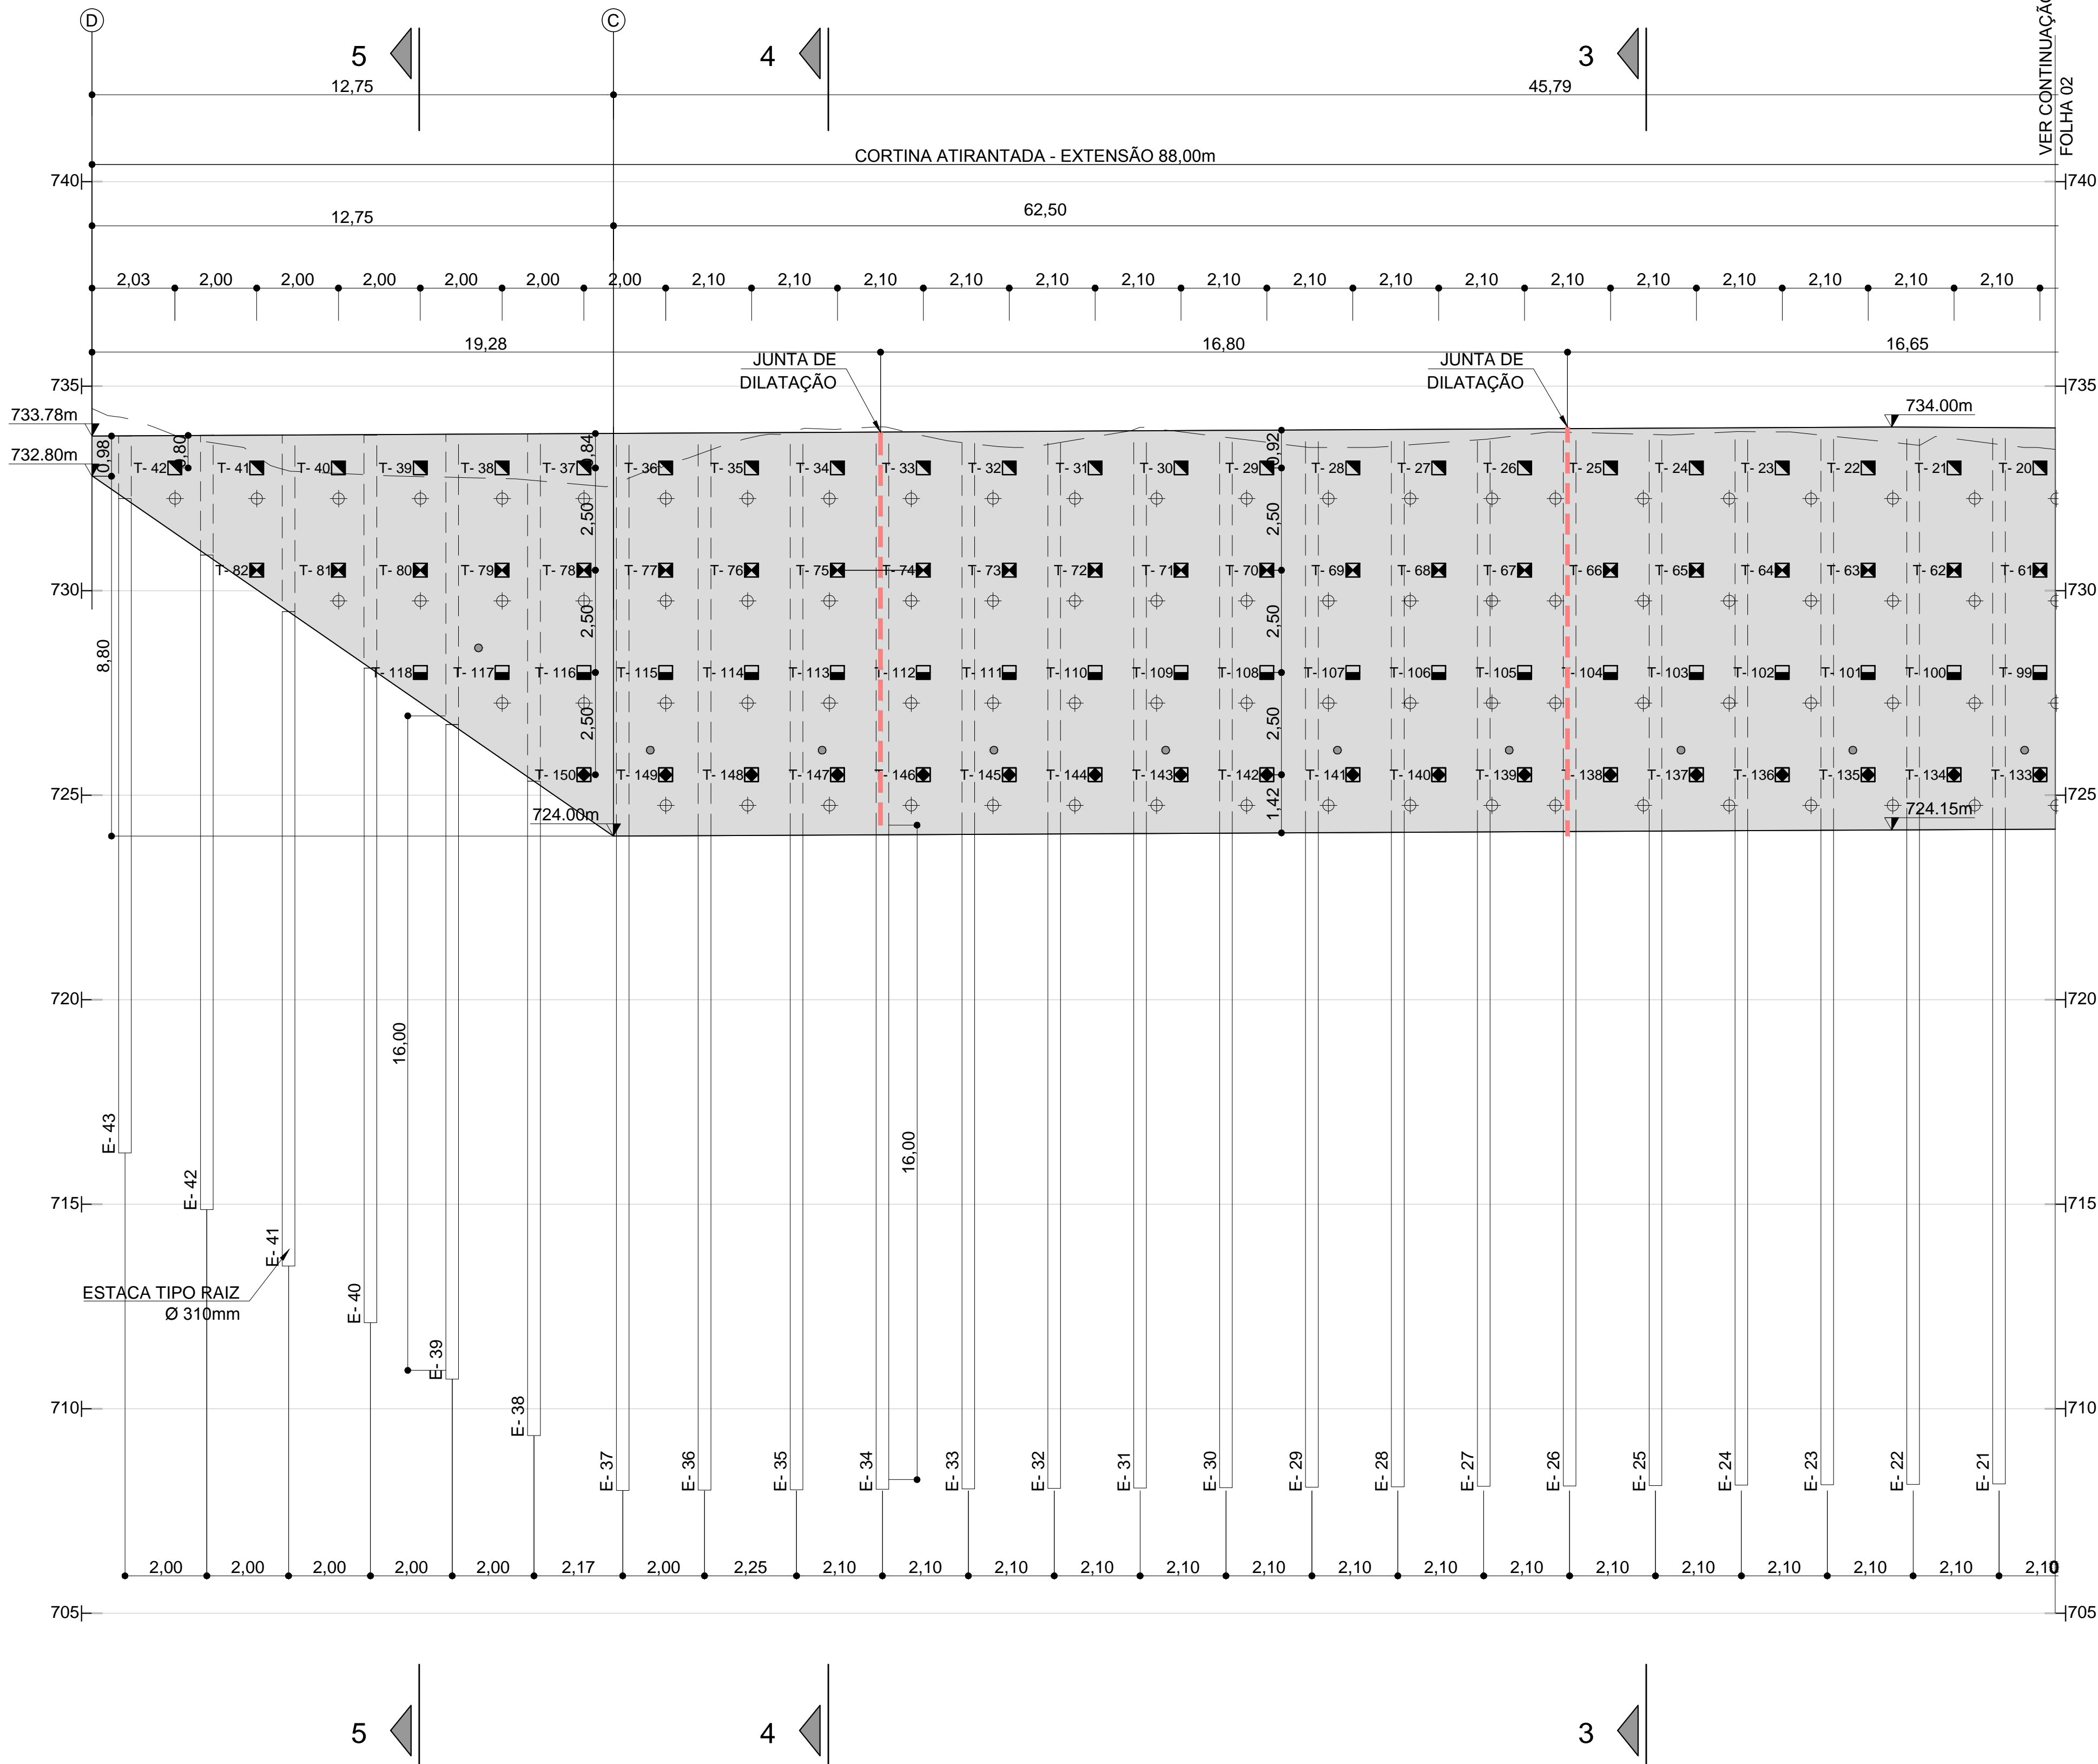 D
C
5
4
3
VER CONTINUAÇÃO
FOLHA 02
12,75
45,79
CORTINA ATIRANTADA - EXTENSÃO 88,00m
740
740
12,75
62,50
2,03 2,00 2,00 2,00 2,00 2,00 2,00 2,10 2,10 2,10 2,10 2,10 2,10 2,10 2,10 2,10 2,10 2,10 2,10 2,10 2,10 2,10 2,10
19,28
16,80
16,65
JUNTA DE
DILATAÇÃO
JUNTA DE
DILATAÇÃO
735
735
733.78m
734.00m
732.80m
0,98
0,80
0,84
0,92
T- 42 T- 41 T- 40 T- 39 T- 38 T- 37 T- 36 T- 35 T- 34 T- 33 T- 32 T- 31 T- 30 T- 29 T- 28 T- 27 T- 26 T- 25 T- 24 T- 23 T- 22 T- 21 T- 20
2,50
2,50
T- 82 T- 81 T- 80 T- 79 T- 78 T- 77 T- 76 T- 75 T- 74 T- 73 T- 72 T- 71 T- 70 T- 69 T- 68 T- 67 T- 66 T- 65 T- 64 T- 63 T- 62 T- 61
730
730
8,80
2,50
2,50
T- 118 T- 117 T- 116 T- 115 T- 114 T- 113 T- 112 T- 111 T- 110 T- 109 T- 108 T- 107 T- 106 T- 105 T- 104 T- 103 T- 102 T- 101 T- 100 T- 99
2,50
2,50
T- 150 T- 149 T- 148 T- 147 T- 146 T- 145 T- 144 T- 143 T- 142 T- 141 T- 140 T- 139 T- 138 T- 137 T- 136 T- 135 T- 134 T- 133
725
725
1,42
724.00m
724.15m
720
720
16,00
16,00
E- 43
E- 42
715
715
E- 41
ESTACA TIPO RAIZ
Ø 310mm
E- 40
E- 39
710
710
E- 38
E- 37 E- 36 E- 35 E- 34 E- 33 E- 32 E- 31 E- 30 E- 29 E- 28 E- 27 E- 26 E- 25 E- 24 E- 23 E- 22 E- 21
2,00 2,00 2,00 2,00 2,00 2,17 2,00 2,25 2,10 2,10 2,10 2,10 2,10 2,10 2,10 2,10 2,10 2,10 2,10 2,10 2,10 2,10 2,10
705
705
5
4
3